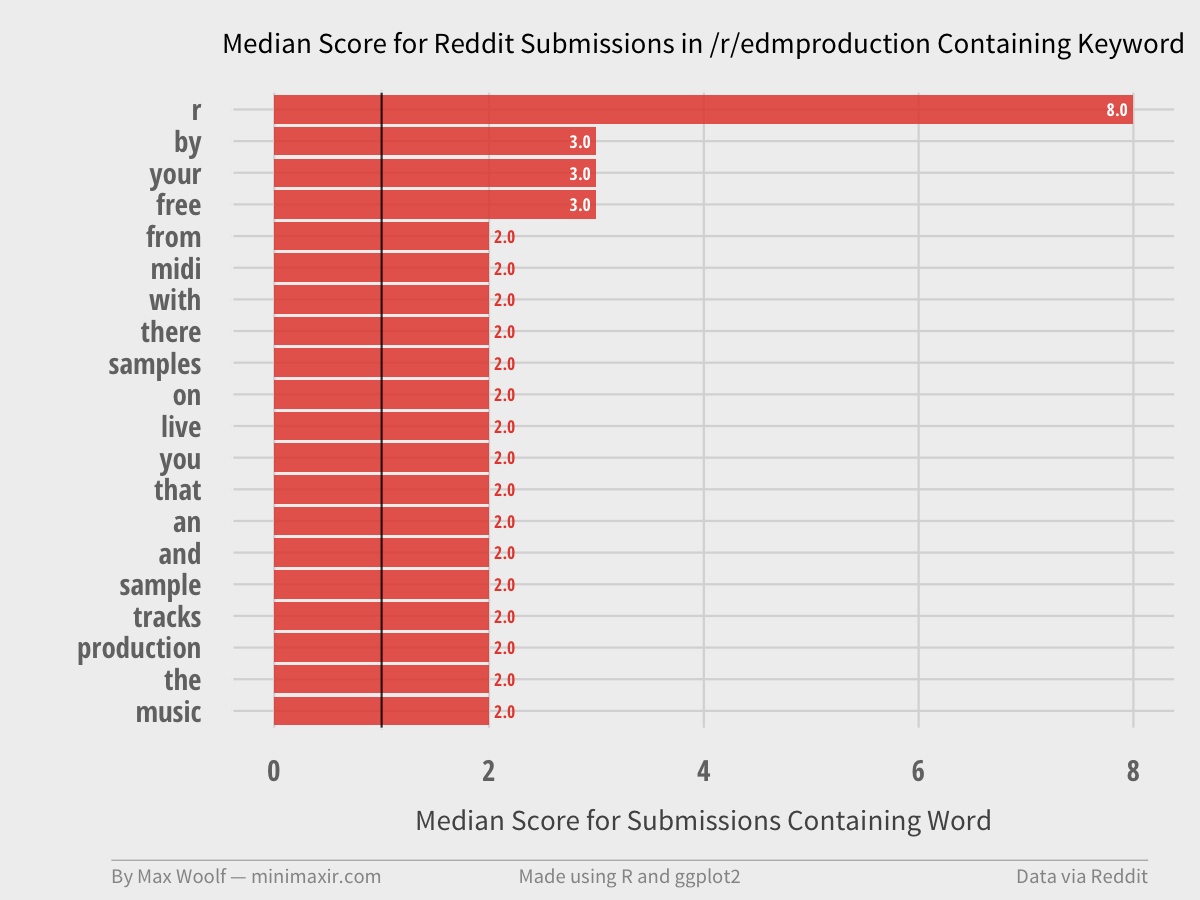 Median Score for Reddit Submissions in /r/edmproduction Containing Keyword
r 8.0
by 3.0
your 3.0
free 3.0
from 2.0
midi 2.0
with 2.0
there 2.0
samples 2.0
on 2.0
live 2.0
you 2.0
that 2.0
an 2.0
and 2.0
sample 2.0
tracks 2.0
production 2.0
the 2.0
music 2.0
0 2 4 6 8
Median Score for Submissions Containing Word
By Max Woolf — minimaxir.com Made using R and ggplot2 Data via Reddit